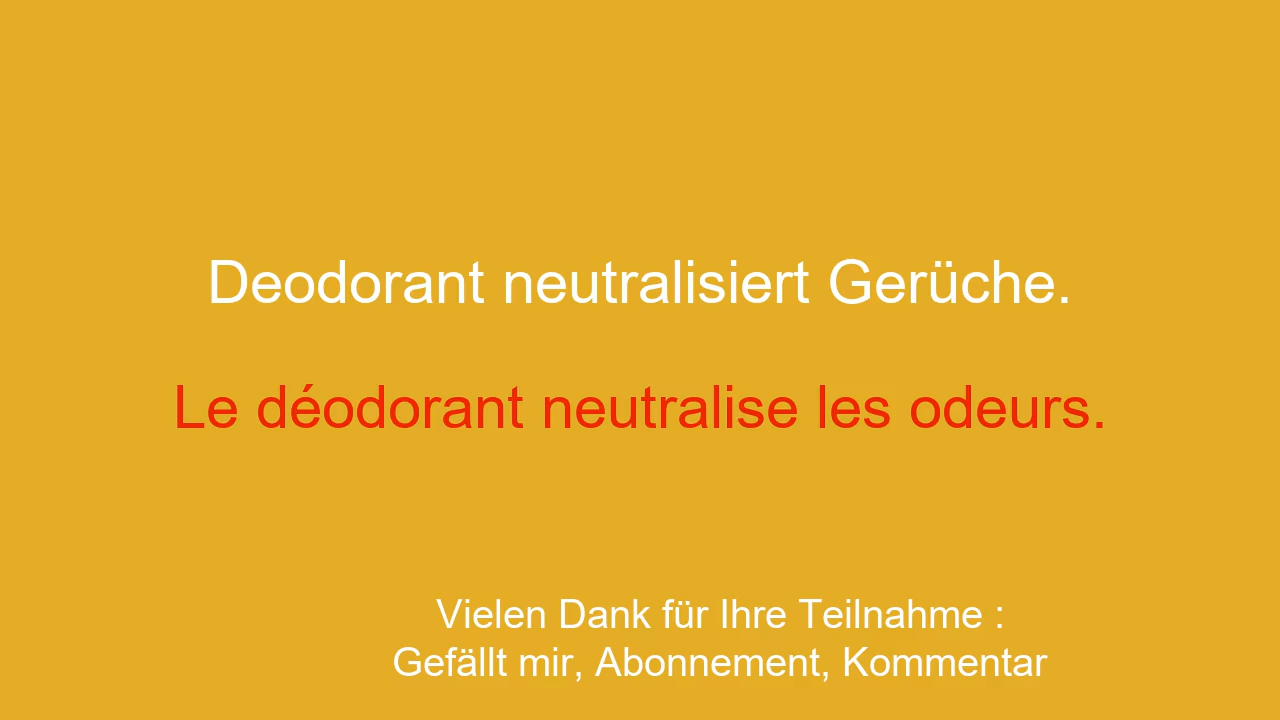 Deodorant neutralisiert Gerüche.
Le déodorant neutralise les odeurs.
Vielen Dank für Ihre Teilnahme :
Gefällt mir, Abonnement, Kommentar